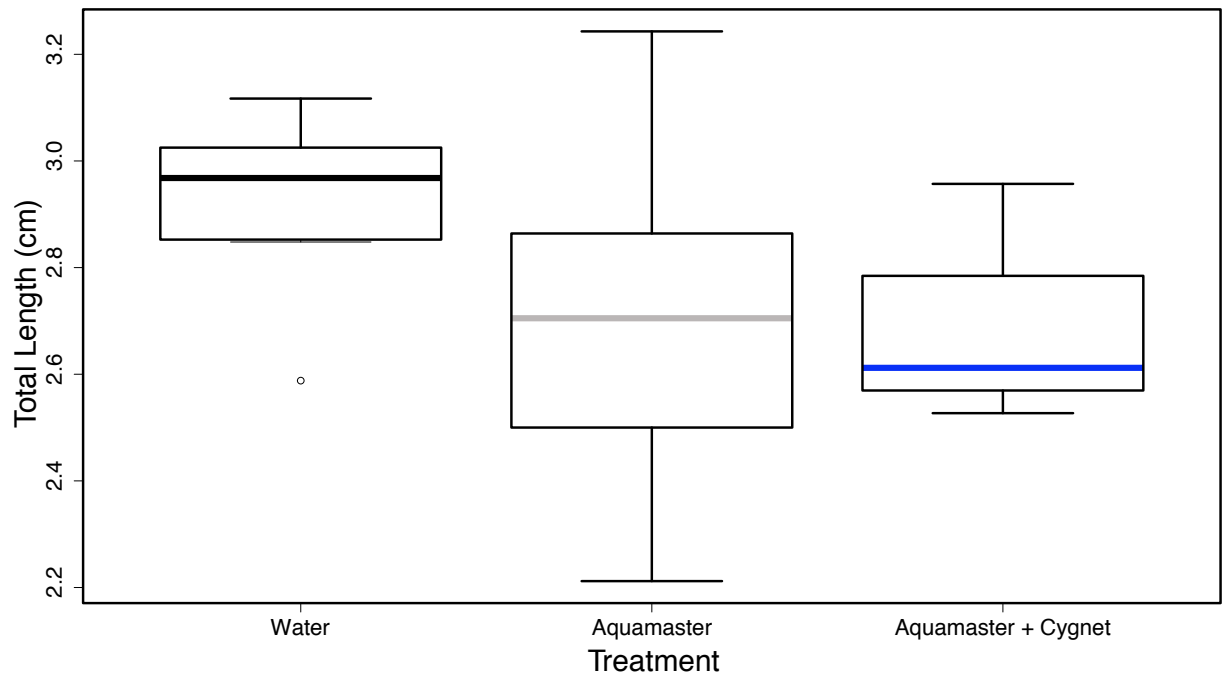 Total Length (cm)
3.2
3.0
2.8
2.6
2.4
2.2
Water
Aquamaster
Aquamaster + Cygnet
Treatment